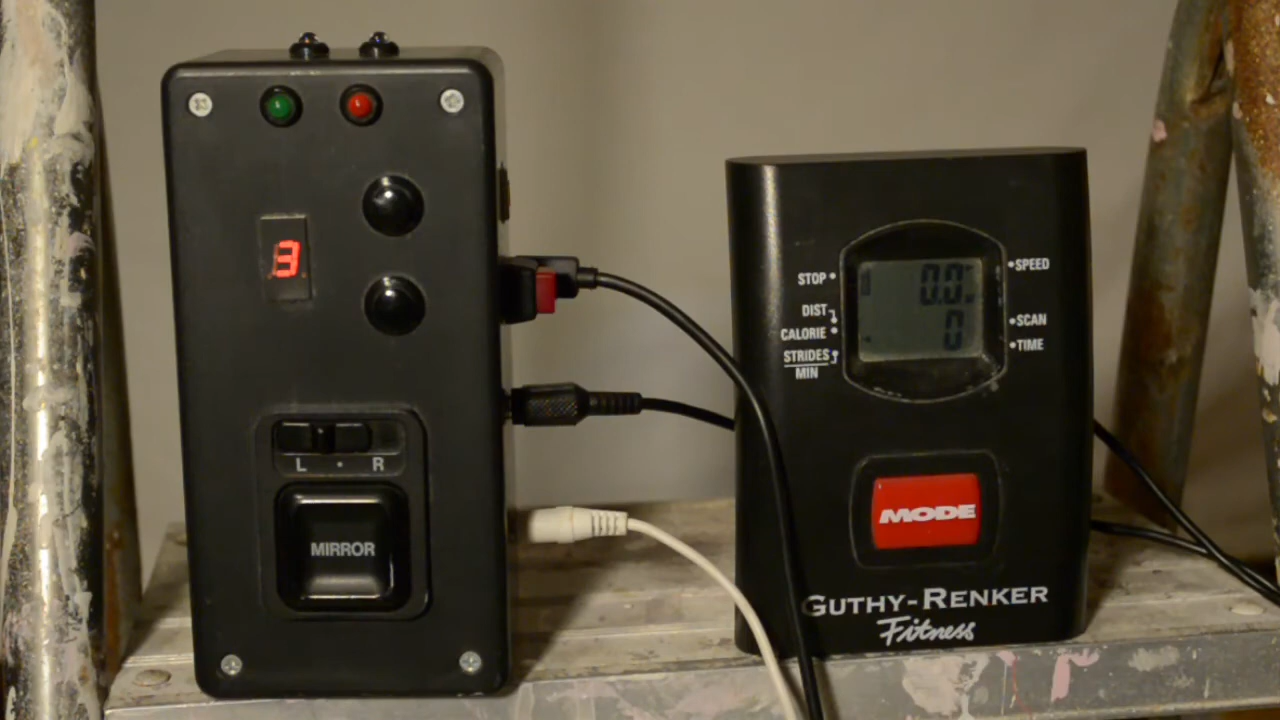 3
L · R
MIRROR
STOP
DIST
CALORIE
STRIDES
MIN
0.0
0
SPEED
SCAN
TIME
MODE
GUTHY-RENKER
Fitness